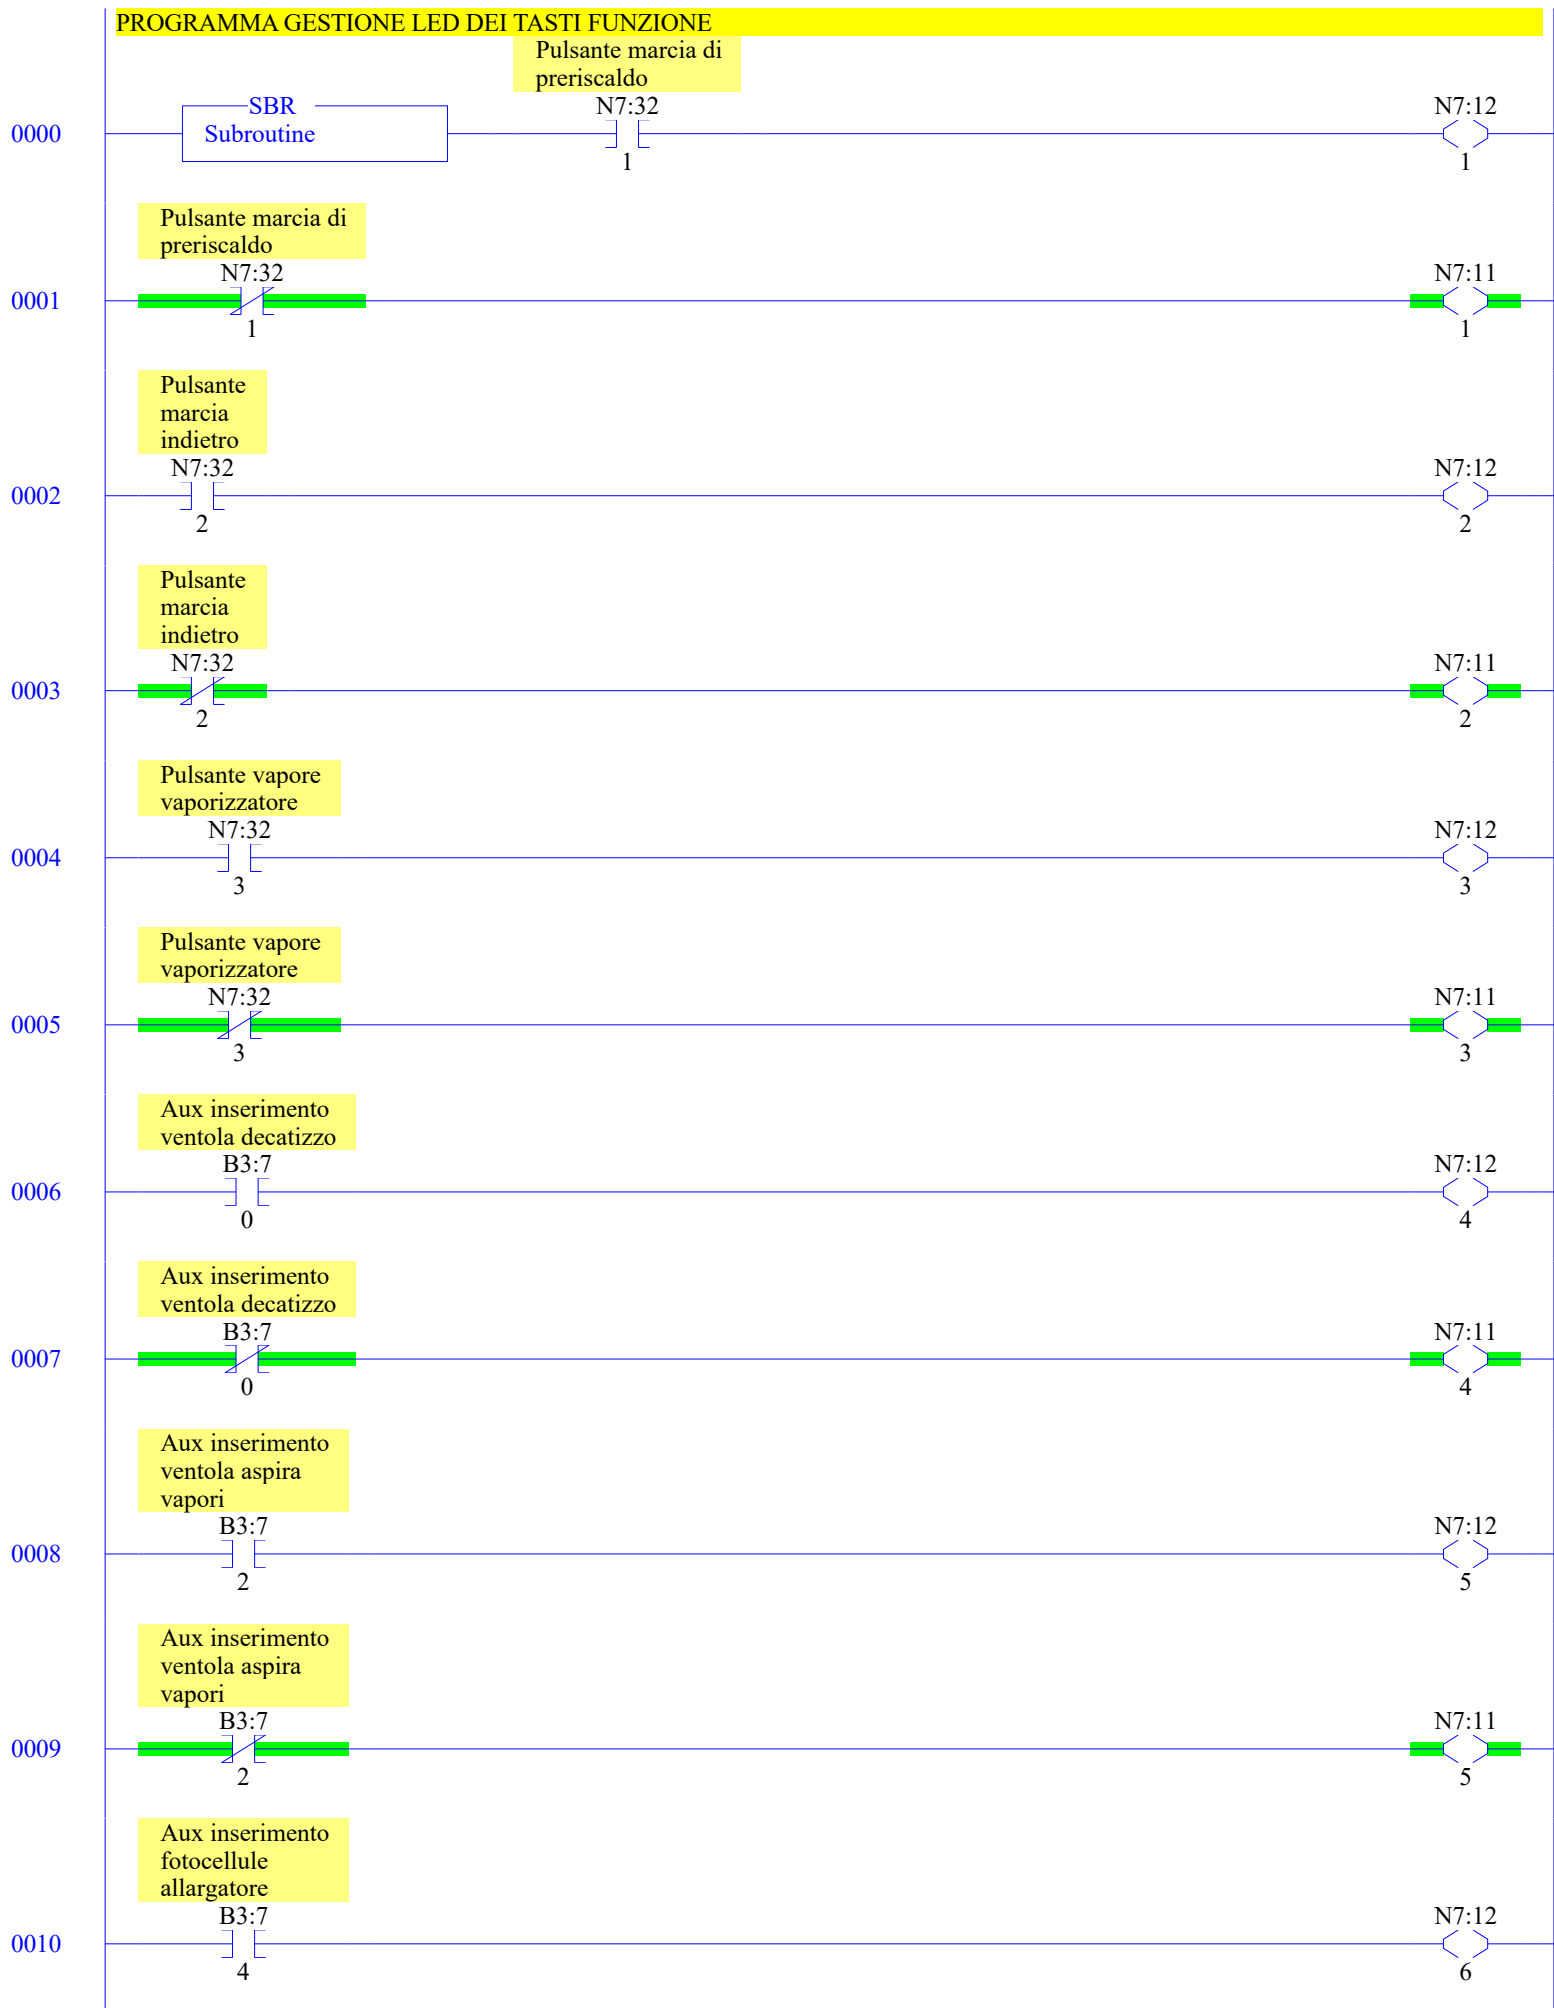 PROGRAMMA GESTIONE LED DEI TASTI FUNZIONE
Pulsante marcia di
preriscaldo
SBR
N7:32
N7:12
0000
Subroutine
1
1
Pulsante marcia di
preriscaldo
N7:32
N7:11
0001
1
1
Pulsante
marcia
indietro
N7:32
N7:12
0002
2
2
Pulsante
marcia
indietro
N7:32
N7:11
0003
2
2
Pulsante vapore
vaporizzatore
N7:32
N7:12
0004
3
3
Pulsante vapore
vaporizzatore
N7:32
N7:11
0005
3
3
Aux inserimento
ventola decatizzo
B3:7
N7:12
0006
0
4
Aux inserimento
ventola decatizzo
B3:7
N7:11
0007
0
4
Aux inserimento
ventola aspira
vapori
B3:7
N7:12
0008
2
5
Aux inserimento
ventola aspira
vapori
B3:7
N7:11
0009
2
5
Aux inserimento
fotocellule
allargatore
B3:7
N7:12
0010
4
6